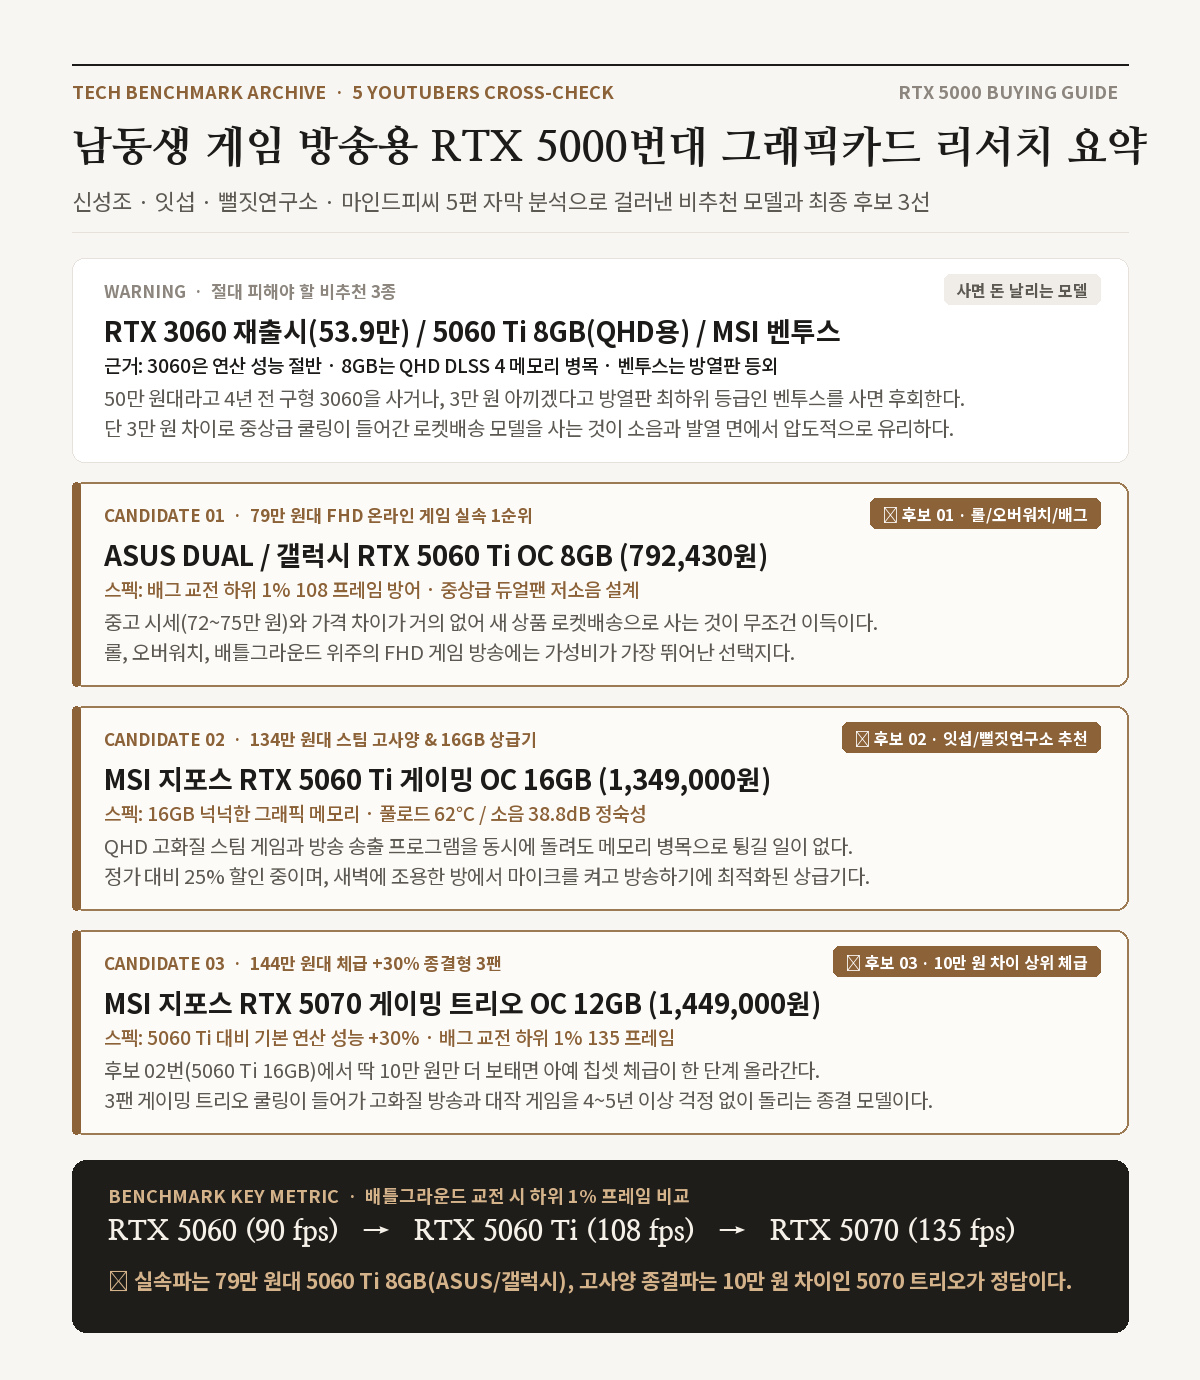 TECH BENCHMARK ARCHIVE · 5 YOUTUBERS CROSS-CHECK
RTX 5000 BUYING GUIDE
남동생 게임 방송용 RTX 5000번대 그래픽카드 리서치 요약
신성조 · 잇섭 · 뻘짓연구소 · 마인드피씨 5편 자막 분석으로 걸러낸 비추천 모델과 최종 후보 3선
WARNING · 절대 피해야 할 비추천 3종
사면 돈 날리는 모델
RTX 3060 재출시(53.9만) / 5060 Ti 8GB(QHD용) / MSI 벤투스
근거: 3060은 연산 성능 절반 · 8GB는 QHD DLSS 4 메모리 병목 · 벤투스는 방열판 등외
50만 원대라고 4년 전 구형 3060을 사거나, 3만 원 아끼겠다고 방열판 최하위 등급인 벤투스를 사면 후회한다.
단 3만 원 차이로 중상급 쿨링이 들어간 로켓배송 모델을 사는 것이 소음과 발열 면에서 압도적으로 유리하다.
CANDIDATE 01 · 79만 원대 FHD 온라인 게임 실속 1순위
후보 01 · 롤/오버워치/배그
ASUS DUAL / 갤럭시 RTX 5060 Ti OC 8GB (792,430원)
스펙: 배그 교전 하위 1% 108 프레임 방어 · 중상급 듀얼팬 저소음 설계
중고 시세(72~75만 원)와 가격 차이가 거의 없어 새 상품 로켓배송으로 사는 것이 무조건 이득이다.
롤, 오버워치, 배틀그라운드 위주의 FHD 게임 방송에는 가성비가 가장 뛰어난 선택지다.
CANDIDATE 02 · 134만 원대 스팀 고사양 & 16GB 상급기
후보 02 · 잇섭/뻘짓연구소 추천
MSI 지포스 RTX 5060 Ti 게이밍 OC 16GB (1,349,000원)
스펙: 16GB 넉넉한 그래픽 메모리 · 풀로드 62°C / 소음 38.8dB 정숙성
QHD 고화질 스팀 게임과 방송 송출 프로그램을 동시에 돌려도 메모리 병목으로 튕길 일이 없다.
정가 대비 25% 할인 중이며, 새벽에 조용한 방에서 마이크를 켜고 방송하기에 최적화된 상급기다.
CANDIDATE 03 · 144만 원대 체급 +30% 종결형 3팬
후보 03 · 10만 원 차이 상위 체급
MSI 지포스 RTX 5070 게이밍 트리오 OC 12GB (1,449,000원)
스펙: 5060 Ti 대비 기본 연산 성능 +30% · 배그 교전 하위 1% 135 프레임
후보 02번(5060 Ti 16GB)에서 딱 10만 원만 더 보태면 아예 칩셋 체급이 한 단계 올라간다.
3팬 게이밍 트리오 쿨링이 들어가 고화질 방송과 대작 게임을 4~5년 이상 걱정 없이 돌리는 종결 모델이다.
BENCHMARK KEY METRIC · 배틀그라운드 교전 시 하위 1% 프레임 비교
RTX 5060 (90 fps) → RTX 5060 Ti (108 fps) → RTX 5070 (135 fps)
실속파는 79만 원대 5060 Ti 8GB(ASUS/갤럭시), 고사양 종결파는 10만 원 차이인 5070 트리오가 정답이다.